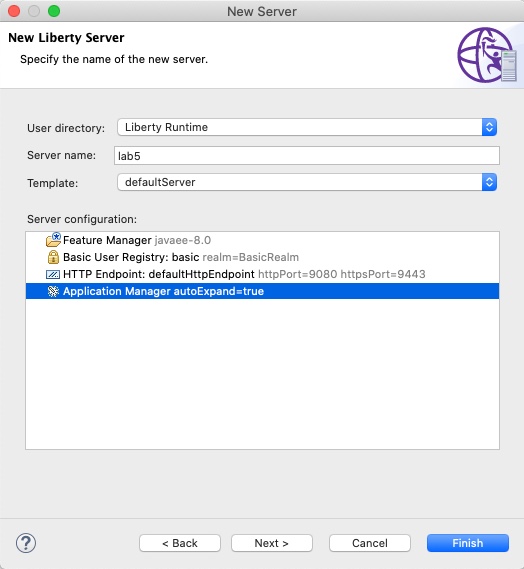 New Server
New Liberty Server
Specify the name of the new server.
User directory: Liberty Runtime
Server name: lab5
Template: defaultServer
Server configuration:
Feature Manager javaee-8.0
Basic User Registry: basic realm=BasicRealm
HTTP Endpoint: defaultHttpEndpoint httpPort=9080 httpsPort=9443
Application Manager autoExpand=true
? < Back Next > Cancel Finish